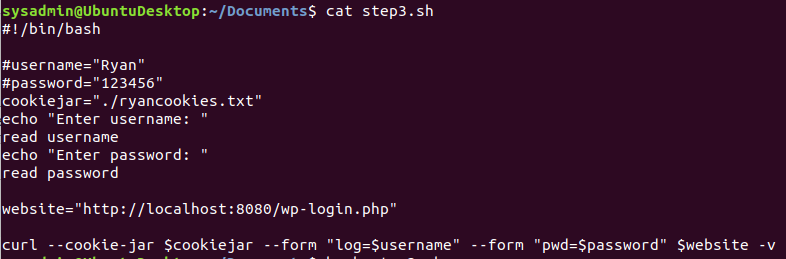 sysadmin@UbuntuDesktop:~/Documents$ cat step3.sh
#!/bin/bash
#username="Ryan"
#password="123456"
cookiejar="./ryancookies.txt"
echo "Enter username: "
read username
echo "Enter password: "
read password
website="http://localhost:8080/wp-login.php"
curl --cookie-jar $cookiejar --form "log=$username" --form "pwd=$password" $website -v